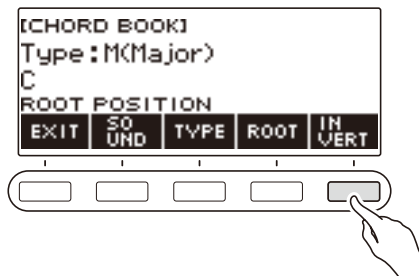 [CHORD BOOK]
Type:M(Major)
C
ROOT POSITION
EXIT SO UND TYPE ROOT IN VERT